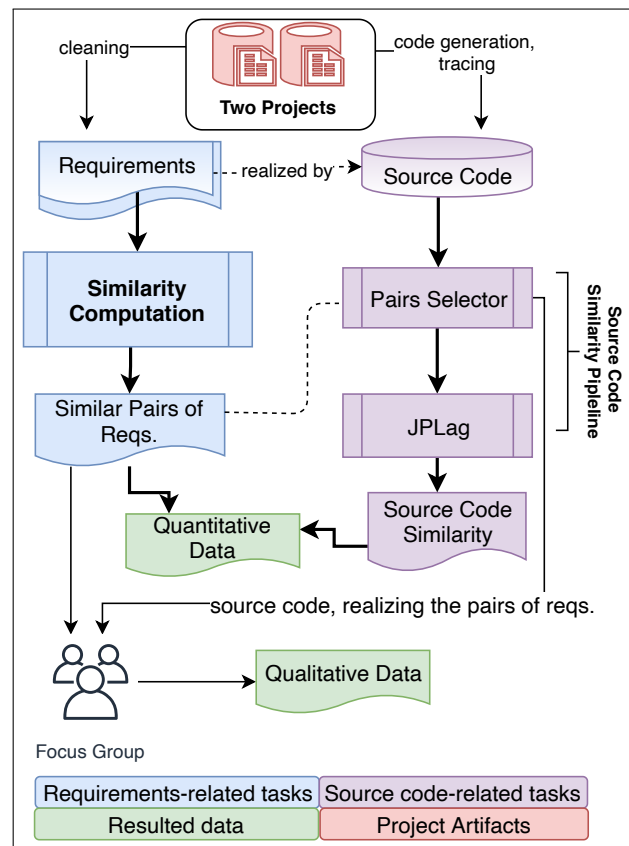 cleaning
code generation,
tracing
Two Projects
Requirements
realized by
Source Code
Similarity
Computation
Pairs Selector
Source Code
Similarity Pipleline
Similar Pairs of
Reqs.
JPLag
Quantitative
Data
Source Code
Similarity
source code, realizing the pairs of reqs.
Qualitative Data
Focus Group
Requirements-related tasks
Source code-related tasks
Resulted data
Project Artifacts